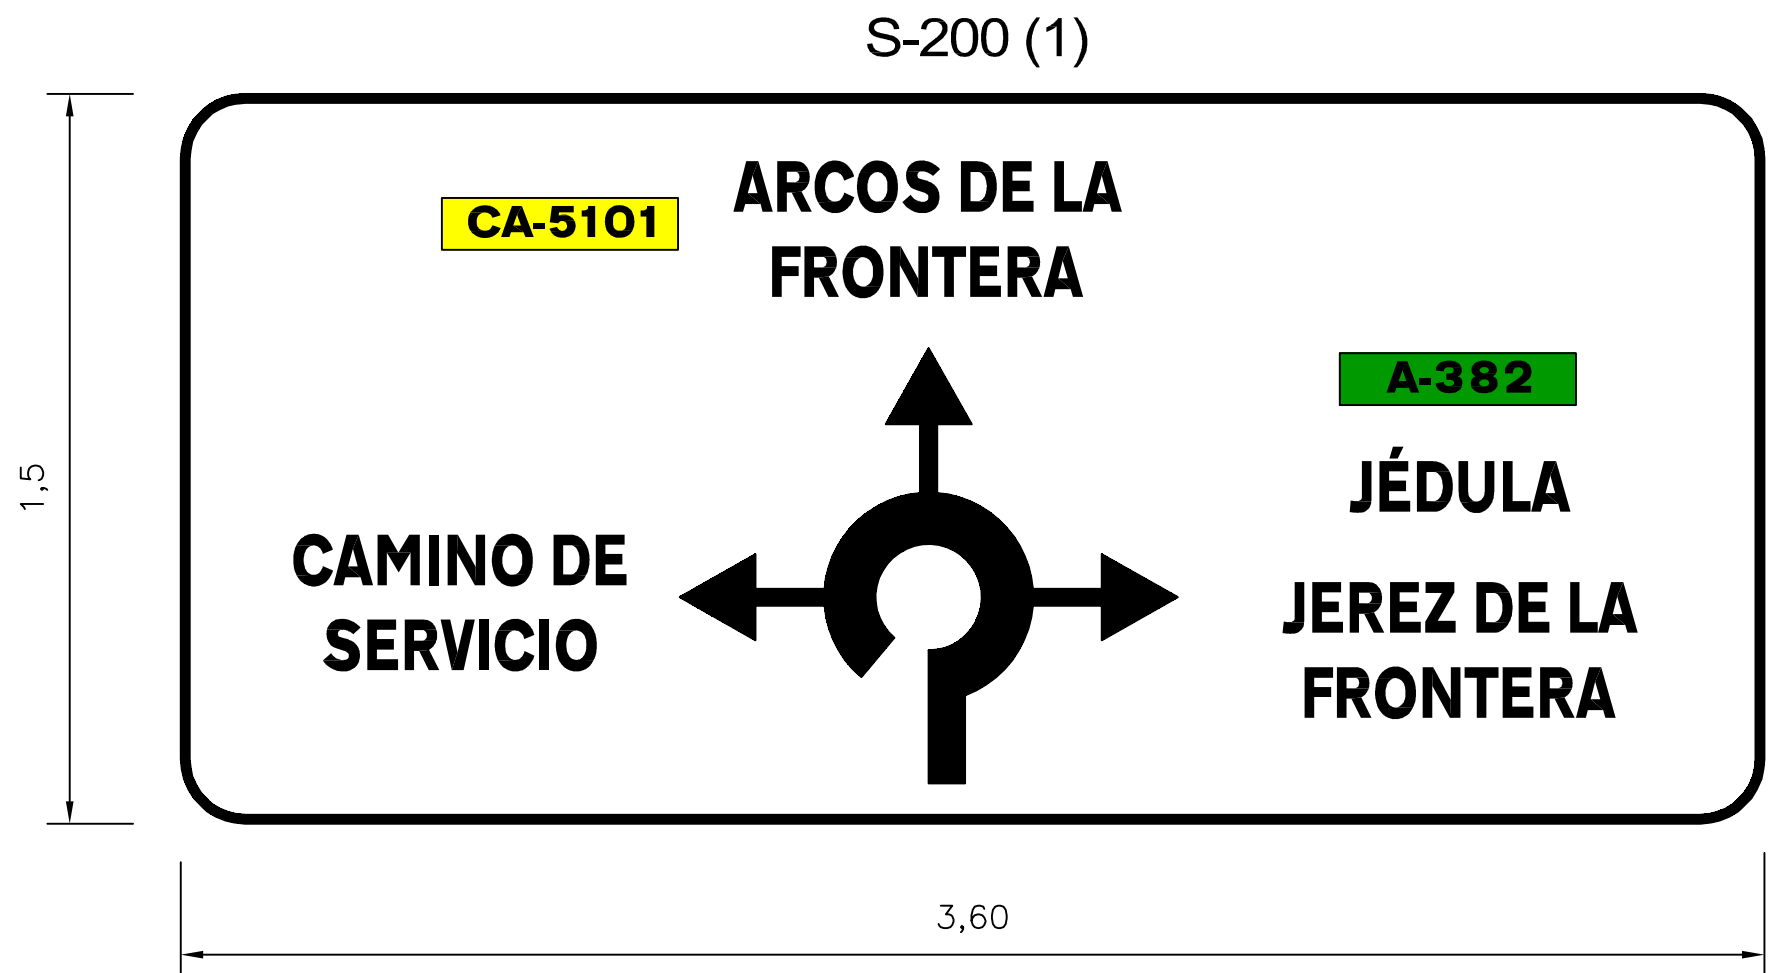 S-200 (1)
CA-5101
ARCOS DE LA
FRONTERA
A-382
JÉDULA
JEREZ DE LA
FRONTERA
CAMINO DE
SERVICIO
1,5
3,60